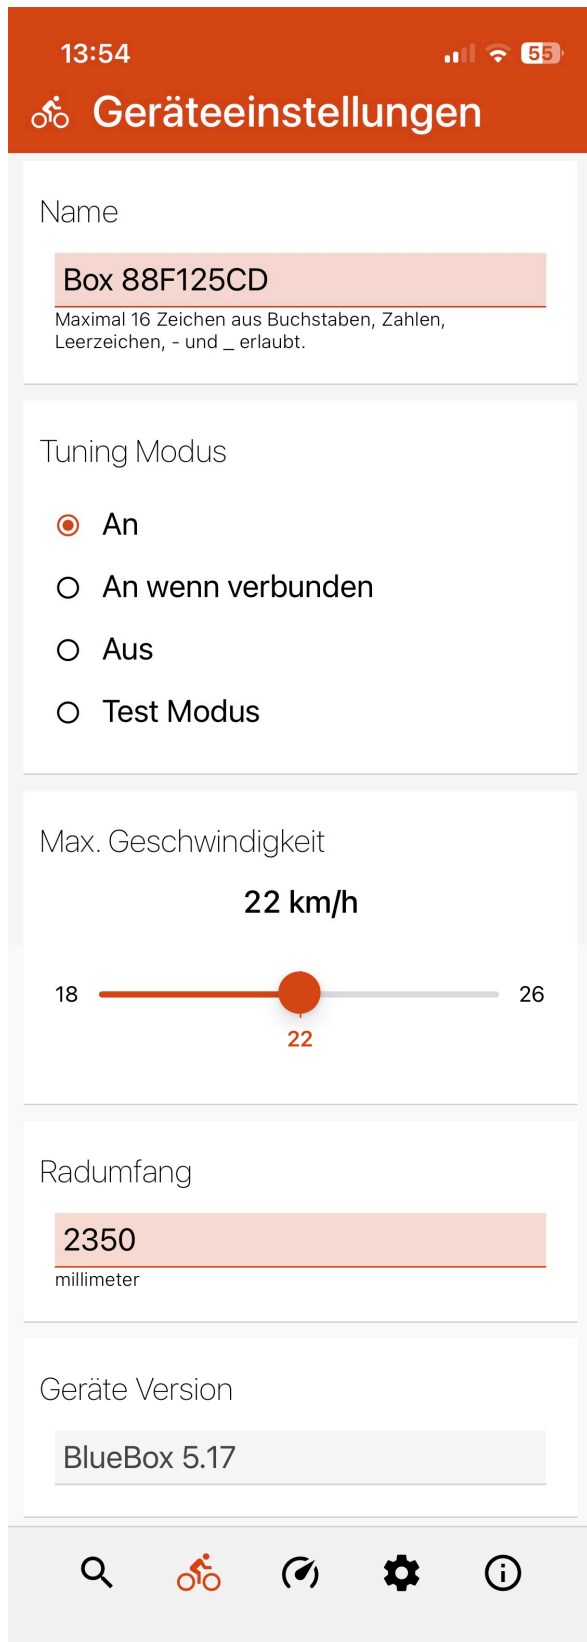 13:54
55
Geräteeinstellungen
Name
Box 88F125CD
Maximal 16 Zeichen aus Buchstaben, Zahlen,
Leerzeichen, - und _ erlaubt.
Tuning Modus
An
An wenn verbunden
Aus
Test Modus
Max. Geschwindigkeit
22 km/h
18
26
22
Radumfang
2350
millimeter
Geräte Version
BlueBox 5.17